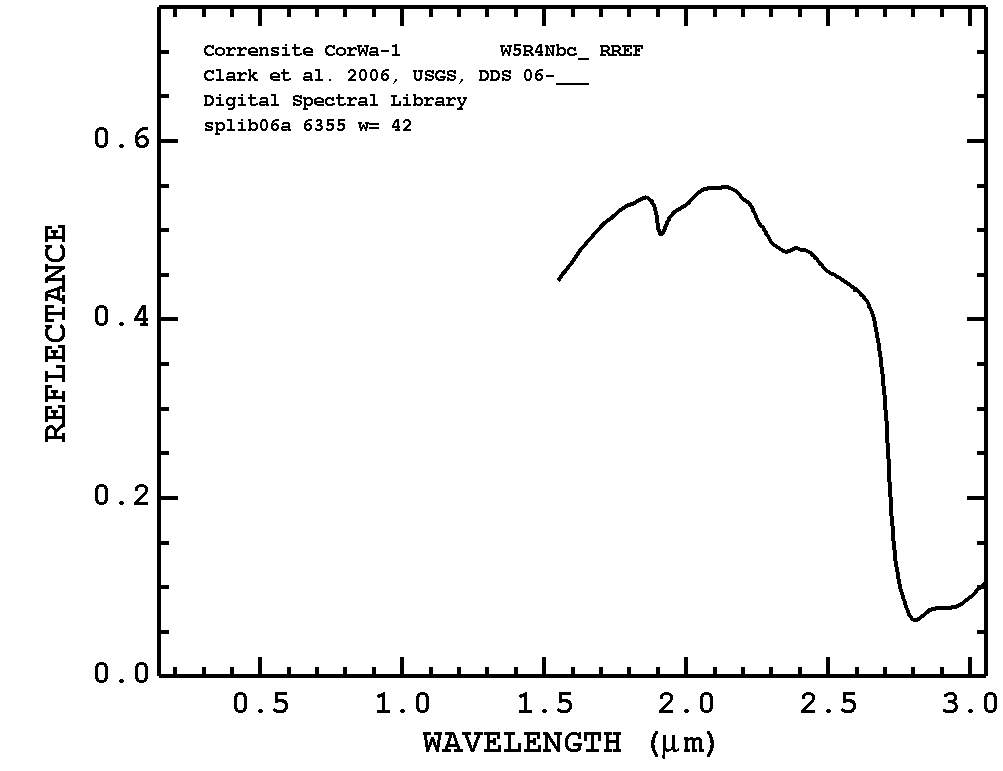 Corrensite CorWa-1 W5R4Nbc_ RREF
Clark et al. 2006, USGS, DDS 06-___
Digital Spectral Library
splib06a 6355 w= 42
0.6
0.4
0.2
0.0
REFLECTANCE
0.5 1.0 1.5 2.0 2.5 3.0
WAVELENGTH (μm)